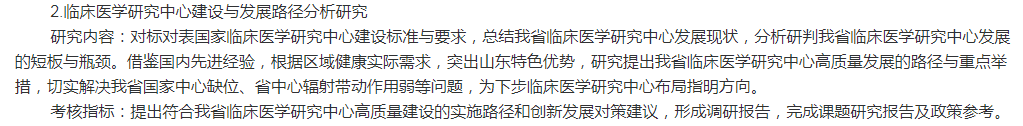 2.临床医学研究中心建设与发展路径分析研究
研究内容：对标对表国家临床医学研究中心建设标准与要求，总结我省临床医学研究中心发展现状，分析研判我省临床医学研究中心发展
的短板与瓶颈。借鉴国内先进经验，根据区域健康实际需求，突出山东特色优势，研究提出我省临床医学研究中心高质量发展的路径与重点举
措，切实解决我省国家中心缺位、省中心辐射带动作用弱等问题，为下步临床医学研究中心布局指明方向。
考核指标：提出符合我省临床医学研究中心高质量建设的实施路径和创新发展对策建议，形成调研报告，完成课题研究报告及政策参考。